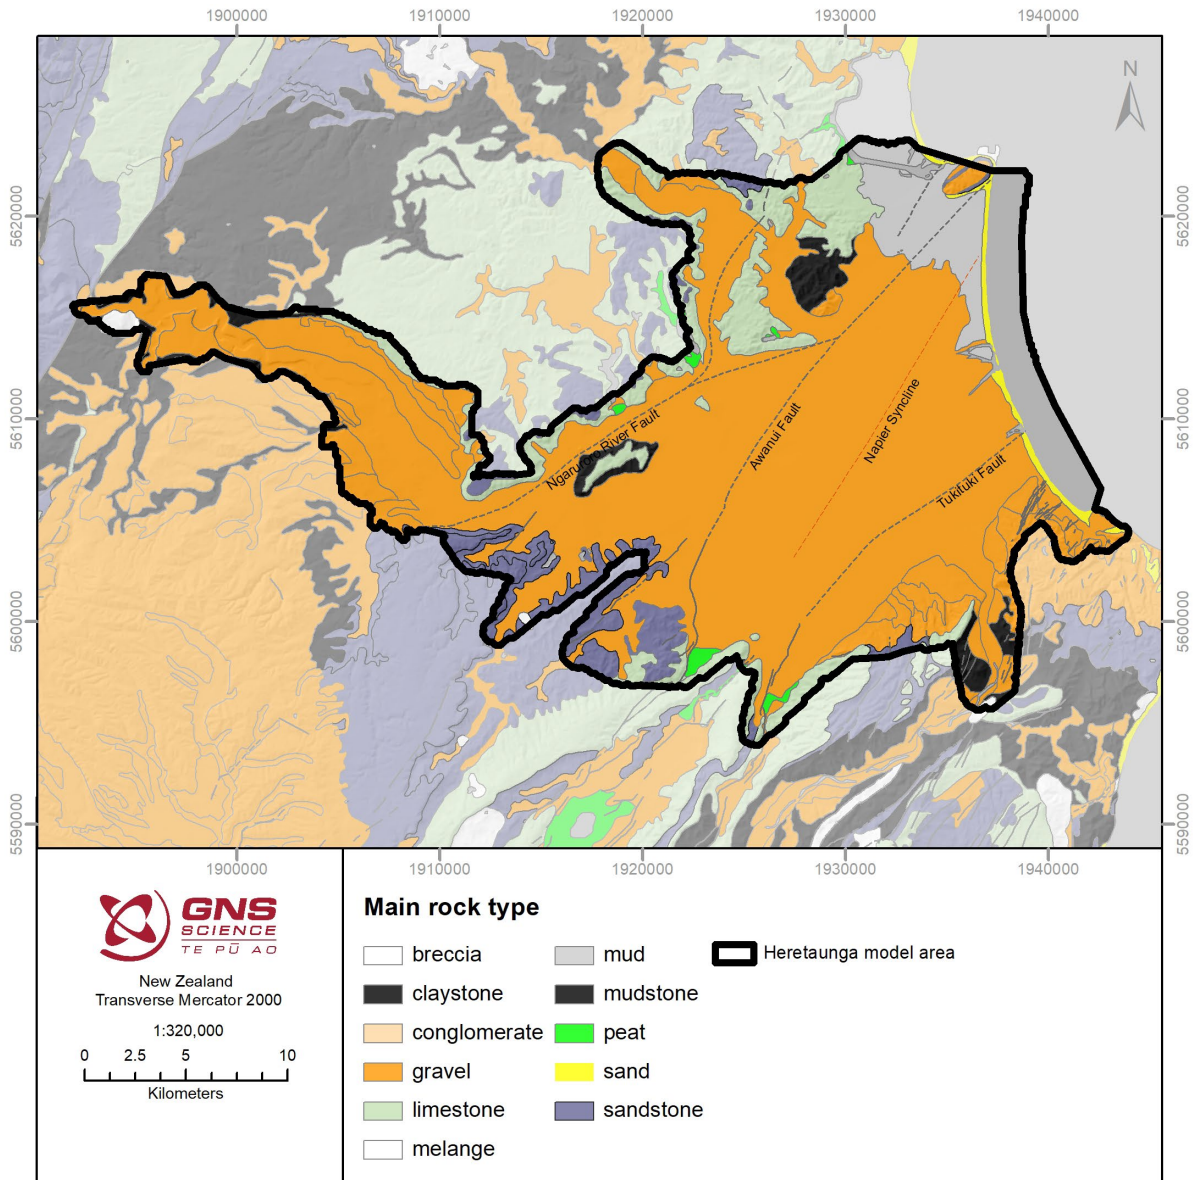 1900000 1910000 1920000 1930000 1940000
N
5620000 5620000
5610000 5610000
5600000 5600000
5590000 5590000
Ngaruroro River Fault
Awanui Fault
Napier Syncline
Tukituki Fault
1900000 1910000 1920000 1930000 1940000
GNS
SCIENCE
TE PŪ AO
New Zealand
Transverse Mercator 2000
1:320,000
0 2.5 5 10
Kilometers
Main rock type
breccia
claystone
conglomerate
gravel
limestone
melange
mud
mudstone
peat
sand
sandstone
Heretaunga model area